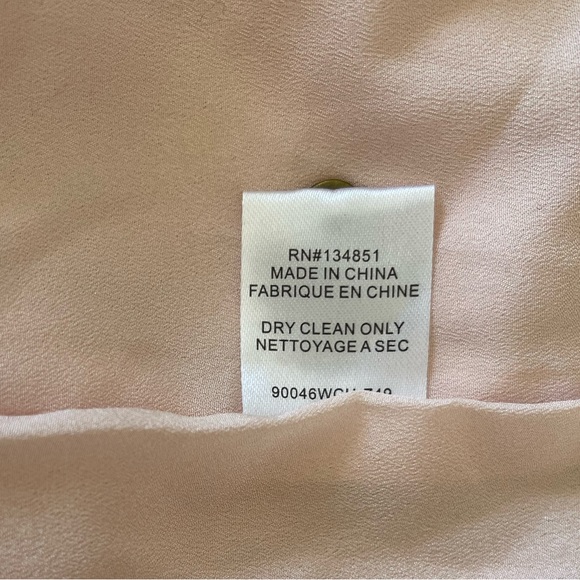 RN#134851
MADE IN CHINA
FABRIQUE EN CHINE
DRY CLEAN ONLY
NETTOYAGE A SEC